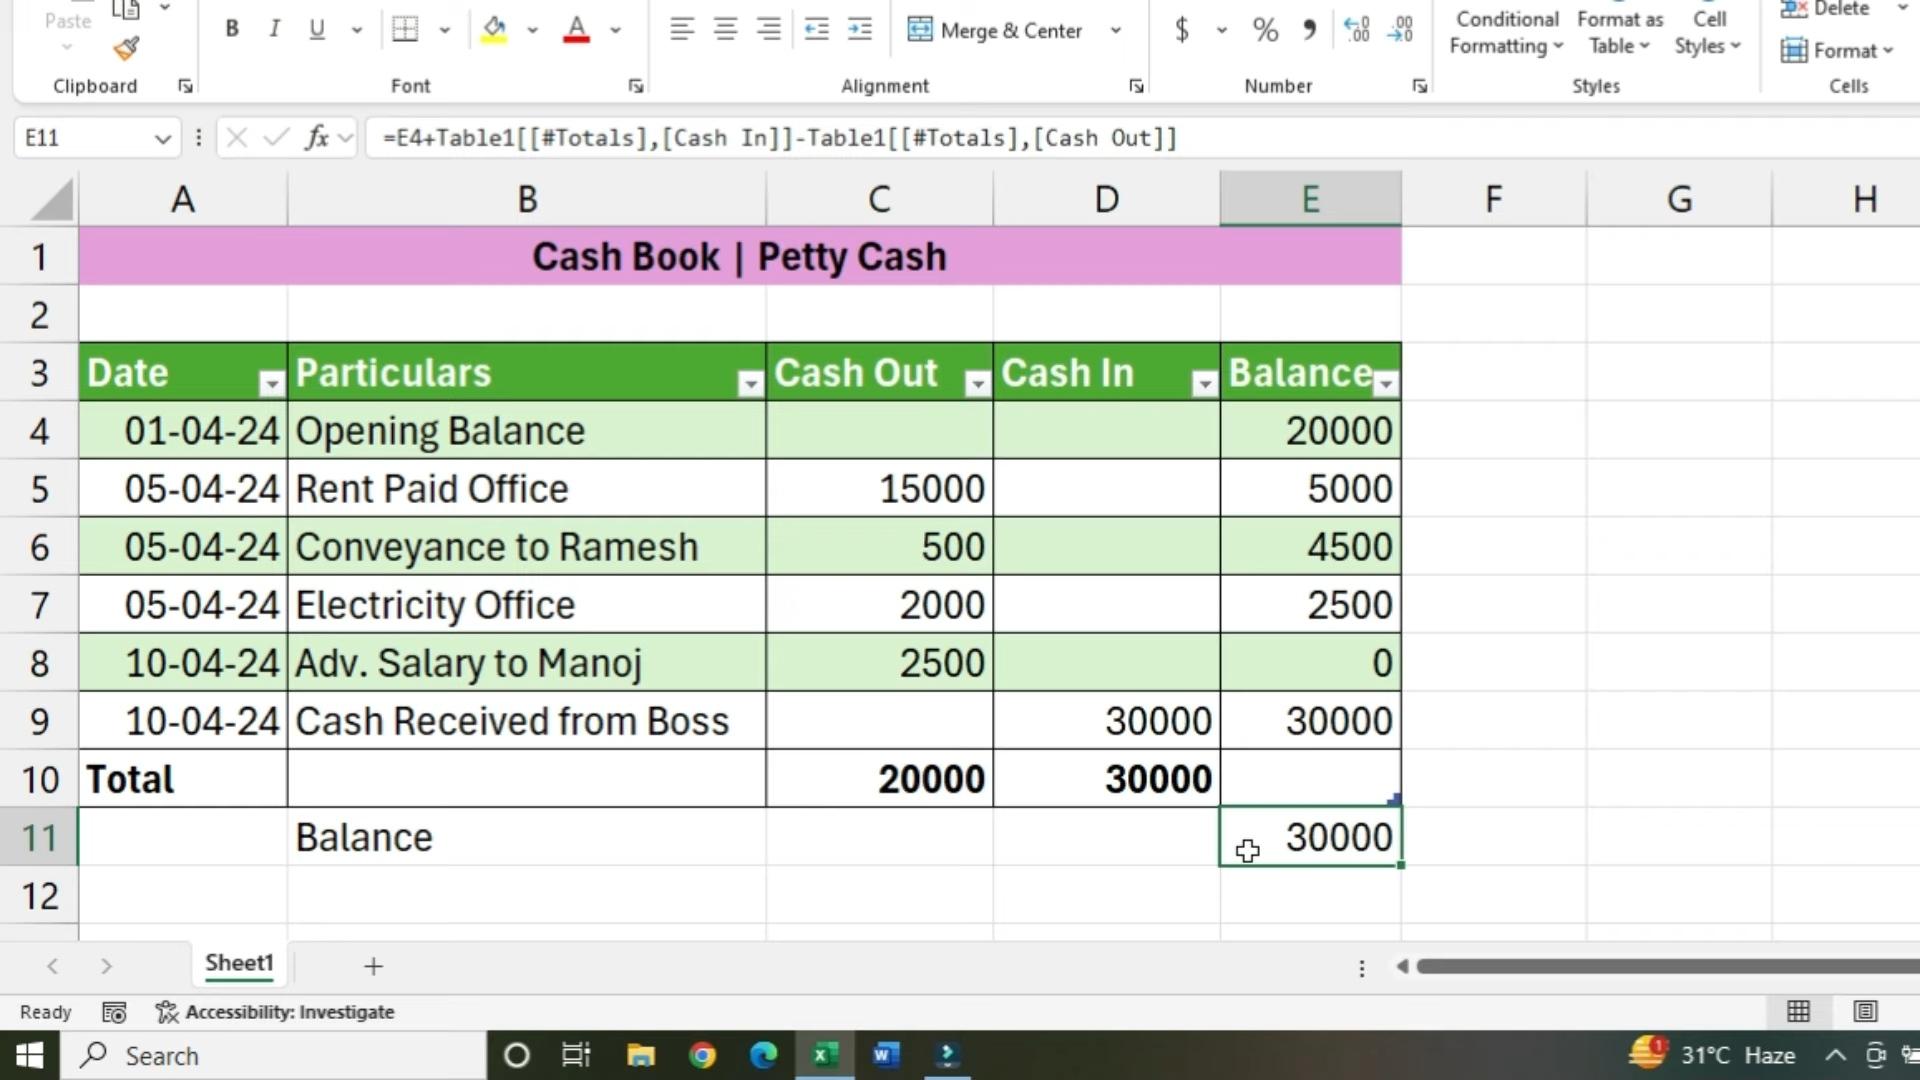 Paste
Clipboard
B I U
A
Font
Merge & Center
Alignment
$ % 9
Number
Conditional Formatting
Format as Table
Cell Styles
Styles
Delete
Format
Cells
E11
fx
=E4+Table1[[#Totals],[Cash In]]-Table1[[#Totals],[Cash Out]]
A B C D E F G H
1 Cash Book | Petty Cash
2
3 Date Particulars Cash Out Cash In Balance
4 01-04-24 Opening Balance 20000
5 05-04-24 Rent Paid Office 15000 5000
6 05-04-24 Conveyance to Ramesh 500 4500
7 05-04-24 Electricity Office 2000 2500
8 10-04-24 Adv. Salary to Manoj 2500 0
9 10-04-24 Cash Received from Boss 30000 30000
10 Total 20000 30000
11 Balance 30000
12
Sheet1
Ready Accessibility: Investigate
Search 1 31°C Haze